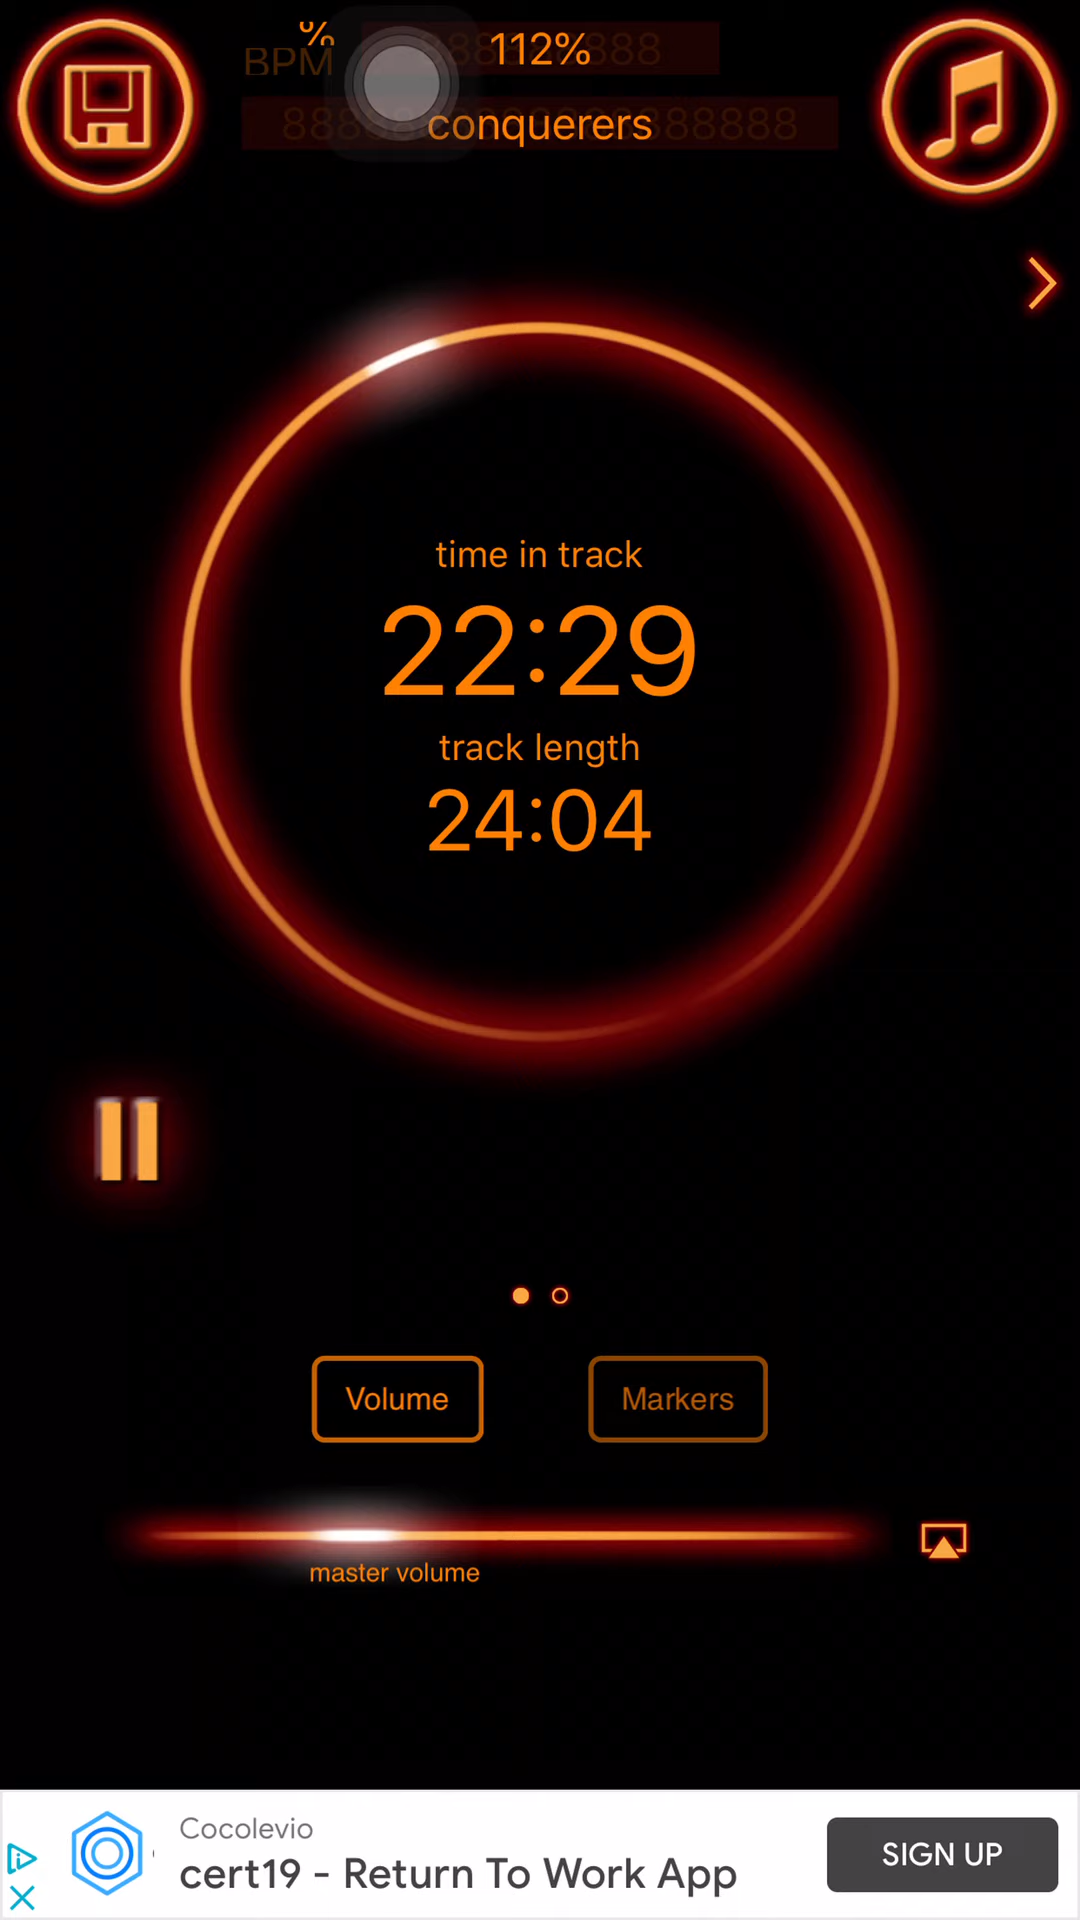 %
BPM
112%
conquerers
time in track
22:29
track length
24:04
Volume
Markers
master volume
Cocolevio
cert19 - Return To Work App
SIGN UP